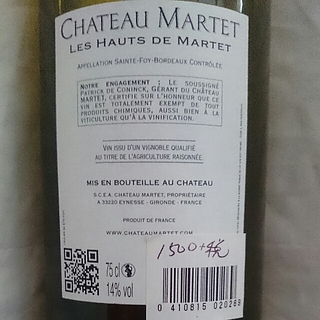 CHATEAU MARTET
LES HAUTS DE MARTET
APPELLATION SAINTE-FOY-BORDEAUX CONTRÔLÉE
NOTRE ENGAGEMENT : LE SOUSSIGNÉ
PATRICK DE CONINCK, GÉRANT DU CHÂTEAU
MARTET, CERTIFIE SUR L'HONNEUR QUE CE
VIN EST TOTALEMENT EXEMPT DE TOUT
PRODUITS CHIMIQUES, AUSSI BIEN À LA
VITICULTURE QU'À LA VINIFICATION.
VIN ISSU D'UN VIGNOBLE QUALIFIÉ
AU TITRE DE L'AGRICULTURE RAISONNÉE.
MIS EN BOUTEILLE AU CHATEAU
S.C.E.A. CHATEAU MARTET, PROPRIÉTAIRE
A 33220 EYNESSE - GIRONDE - FRANCE
PRODUIT DE FRANCE
WWW.CHATEAUMARTET.COM
75 cl
14% vol
1500+税
0 410815 020269